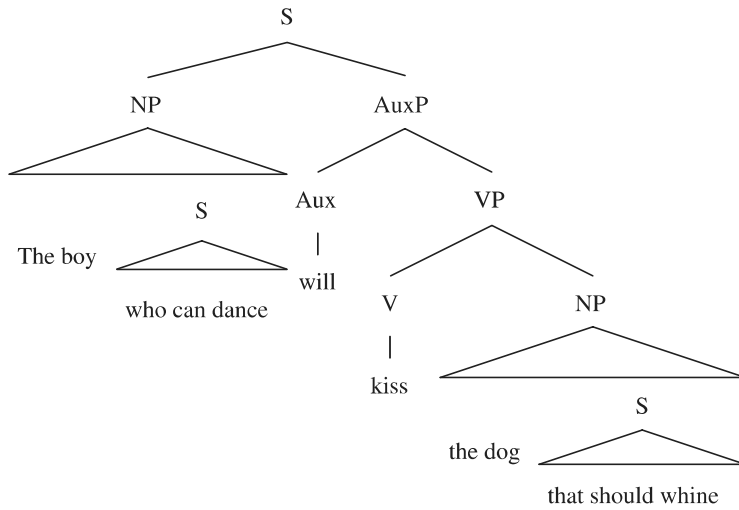 S
NP AuxP
S Aux VP
The boy
who can dance will
V NP
kiss
S
the dog
that should whine